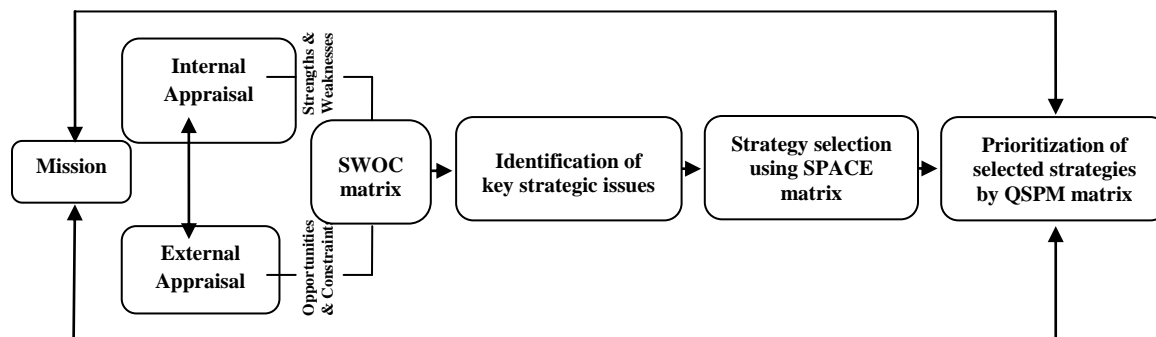 Mission
Internal
Appraisal
External
Appraisal
Strengths &
Weaknesses
Opportunities
& Constraint
SWOC
matrix
Identification of
key strategic issues
Strategy selection
using SPACE
matrix
Prioritization of
selected strategies
by QSPM matrix